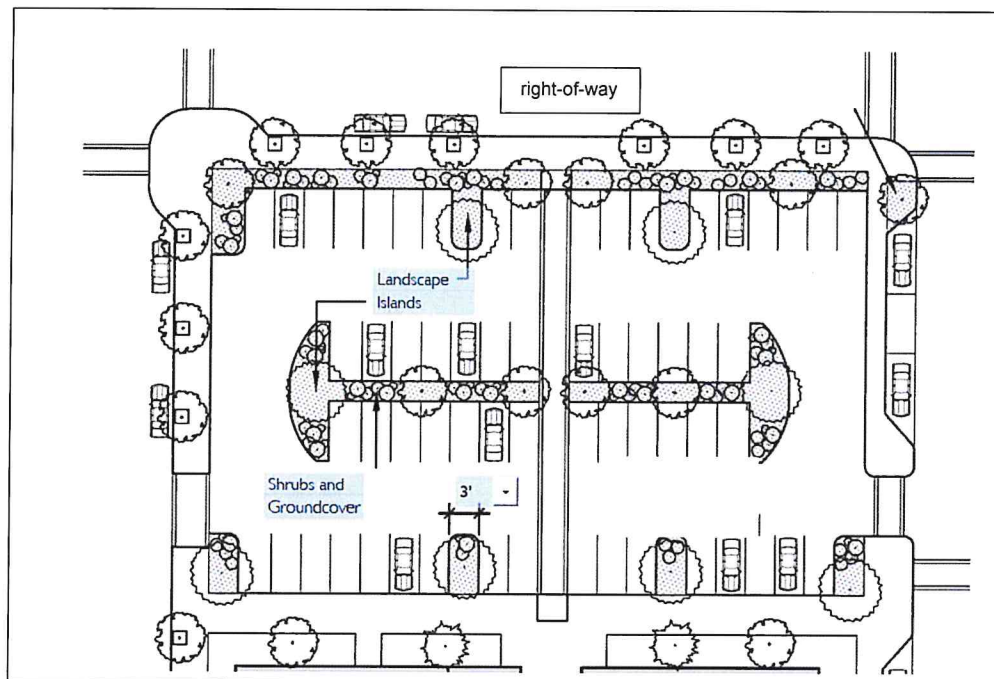 right-of-way
Landscape
Islands
Shrubs and
Groundcover
3'